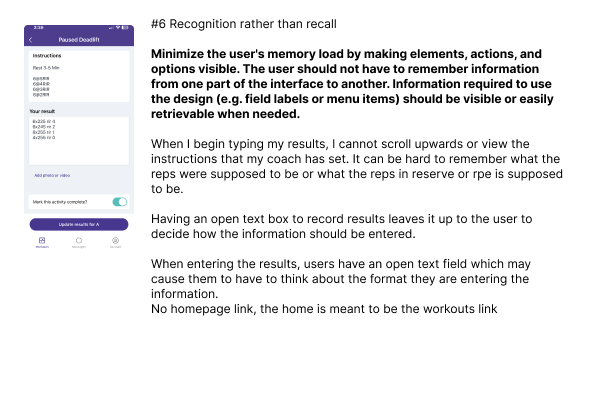 3:39
Paused Deadlift
Instructions
Rest 3-5 Min
6@5RIR
6@4RIR
6@3RIR
6@2RIR
Your result
6x225 rir 4
6x245 rir 2
6x255 rir 1
4x255 rir 0
Add photo or video
Mark this activity complete?
Update results for A
Workouts
Messages
#6 Recognition rather than recall
Minimize the user's memory load by making elements, actions, and
options visible. The user should not have to remember information
from one part of the interface to another. Information required to use
the design (e.g. field labels or menu items) should be visible or easily
retrievable when needed.
When I begin typing my results, I cannot scroll upwards or view the
instructions that my coach has set. It can be hard to remember what the
reps were supposed to be or what the reps in reserve or rpe is supposed
to be.
Having an open text box to record results leaves it up to the user to
decide how the information should be entered.
When entering the results, users have an open text field which may
cause them to have to think about the format they are entering the
information.
No homepage link, the home is meant to be the workouts link